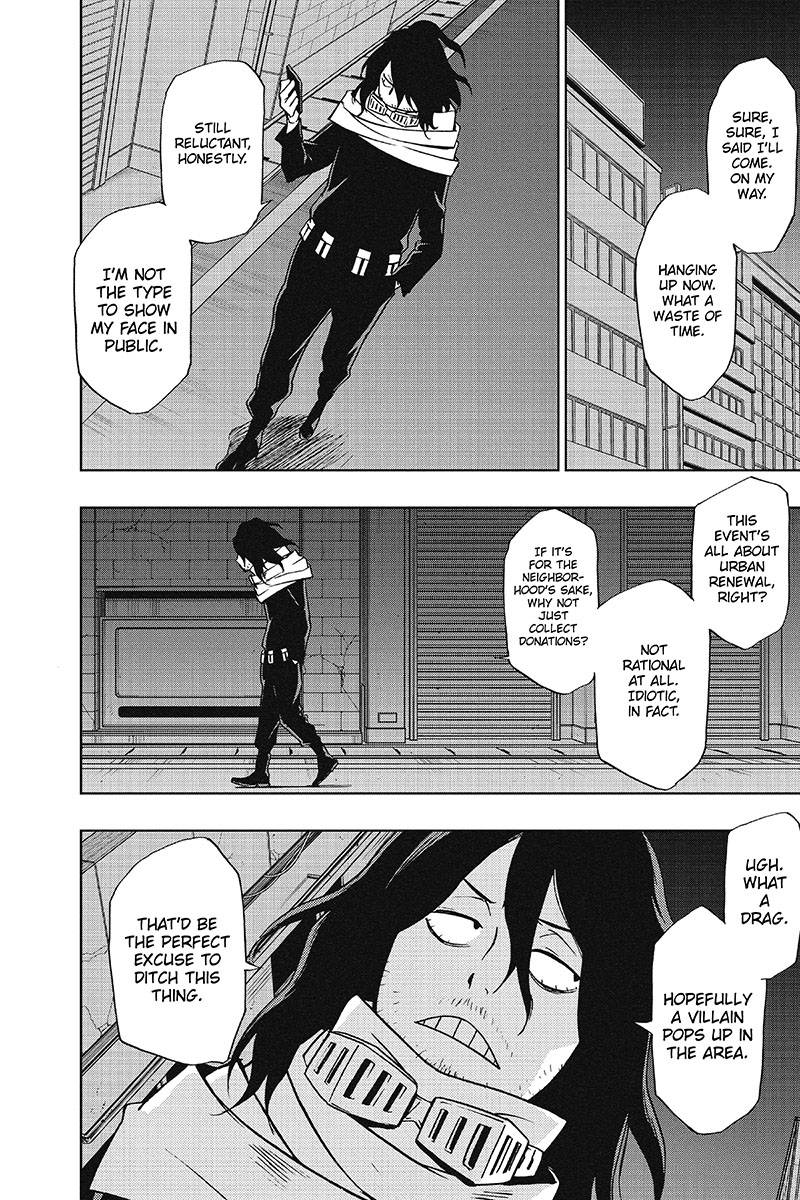 SURE,
SURE, I
SAID I'LL
COME.
ON MY
WAY.
HANGING
UP NOW.
WHAT A
WASTE OF
TIME.
STILL
RELUCTANT,
HONESTLY.
I'M NOT
THE TYPE
TO SHOW
MY FACE IN
PUBLIC.
THIS
EVENT'S
ALL ABOUT
URBAN
RENEWAL,
RIGHT?
NOT
RATIONAL
AT ALL.
IDIOTIC,
IN FACT.
IF IT'S
FOR THE
NEIGHBOR-
HOOD'S SAKE,
WHY NOT
JUST
COLLECT
DONATIONS?
UGH.
WHAT
A
DRAG.
HOPEFULLY
A VILLAIN
POPS UP IN
THE AREA.
THAT'D BE
THE PERFECT
EXCUSE TO
DITCH THIS
THING.